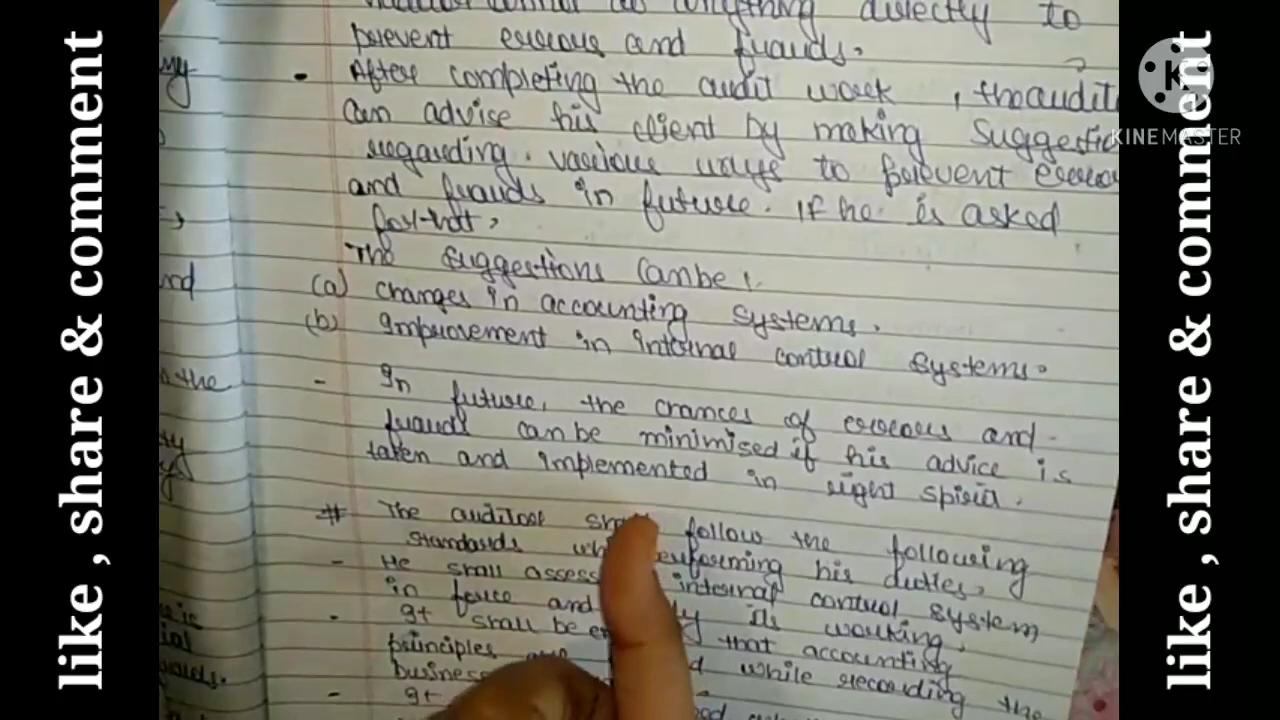 like , share & comment
prevent errors and frauds.
After completing the audit work , the audit
can advise his client by making suggestio
regarding . various ways to prevent error
and frauds in future . if he is asked
for that ,
The suggestions can be :
(a) changes in accounting systems .
(b) Improvement in internal control systems .
- In future , the chances of errors and
frauds can be minimised if his advice is
taken and implemented in right spirit .
# The auditor follow the following
standards performing his duties ,
- He shall assess internal control system
in force and its working ,
- It shall be that accounting
principles while recording the
business
- It
the
and
KINEMASTER
like , share & comment